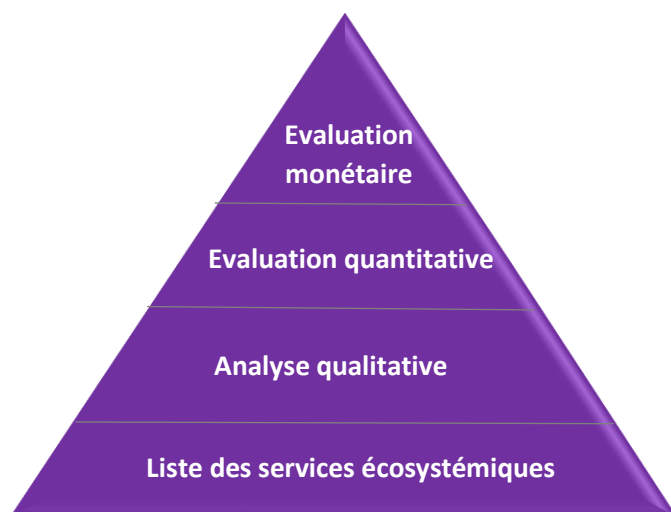 Evaluation
monétaire
Evaluation quantitative
Analyse qualitative
Liste des services écosystémiques